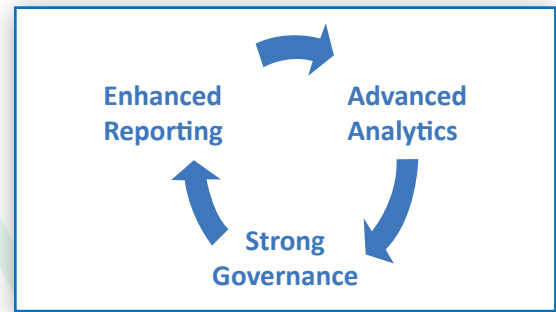 Enhanced
Reporting
Advanced
Analytics
Strong
Governance